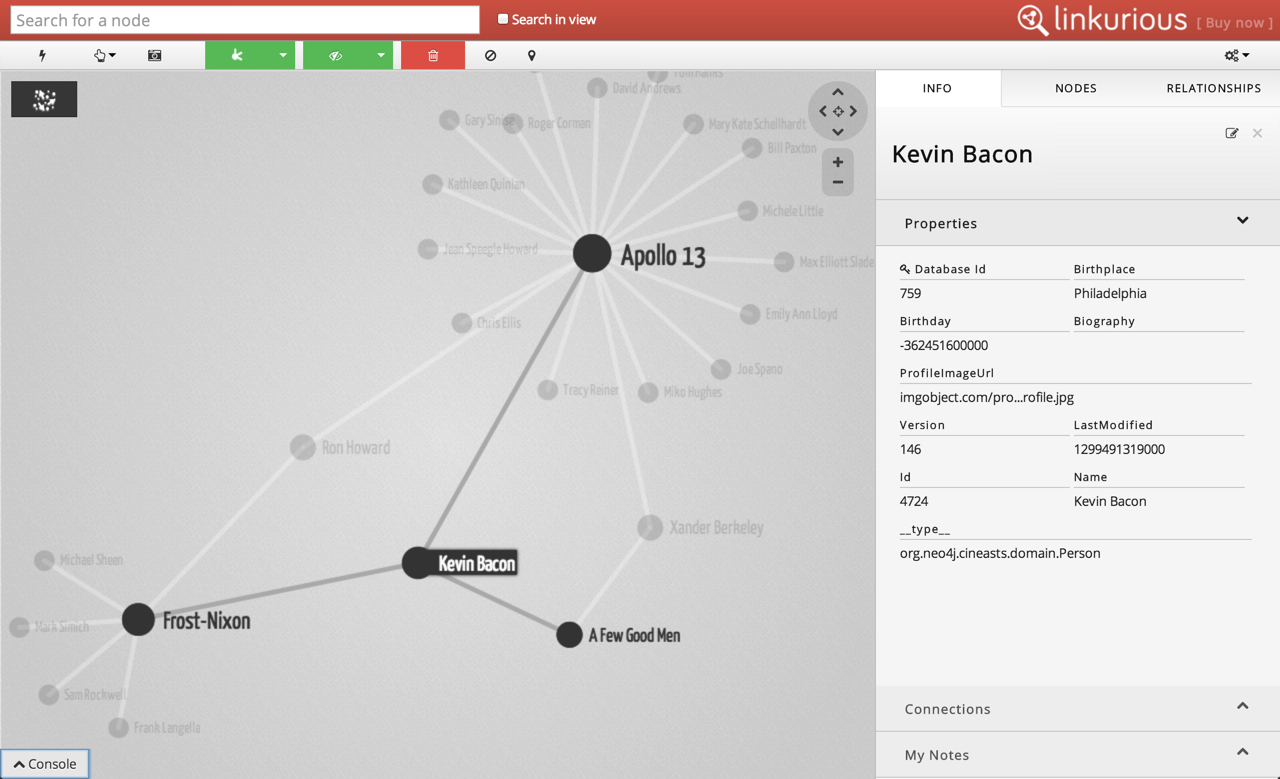 Search for a node
Search in view
linkurious [ Buy now ]
INFO
NODES
RELATIONSHIPS
Tom Hanks
David Andrews
Gary Sinise
Roger Corman
Mary Kate Schellhardt
Bill Paxton
Kathleen Quinlan
Michele Little
Jean Speegle Howard
Apollo 13
Max Elliott Slade
Emily Ann Lloyd
Chris Ellis
Joe Spano
Tracy Reiner
Miko Hughes
Ron Howard
Xander Berkeley
Michael Sheen
Kevin Bacon
Frost-Nixon
Mark Simich
A Few Good Men
Sam Rockwell
Frank Langella
Console
Kevin Bacon
Properties
Database Id
Birthplace
759
Philadelphia
Birthday
Biography
-362451600000
ProfileImageUrl
imgobject.com/pro...rofile.jpg
Version
LastModified
146
1299491319000
Id
Name
4724
Kevin Bacon
__type__
org.neo4j.cineasts.domain.Person
Connections
My Notes